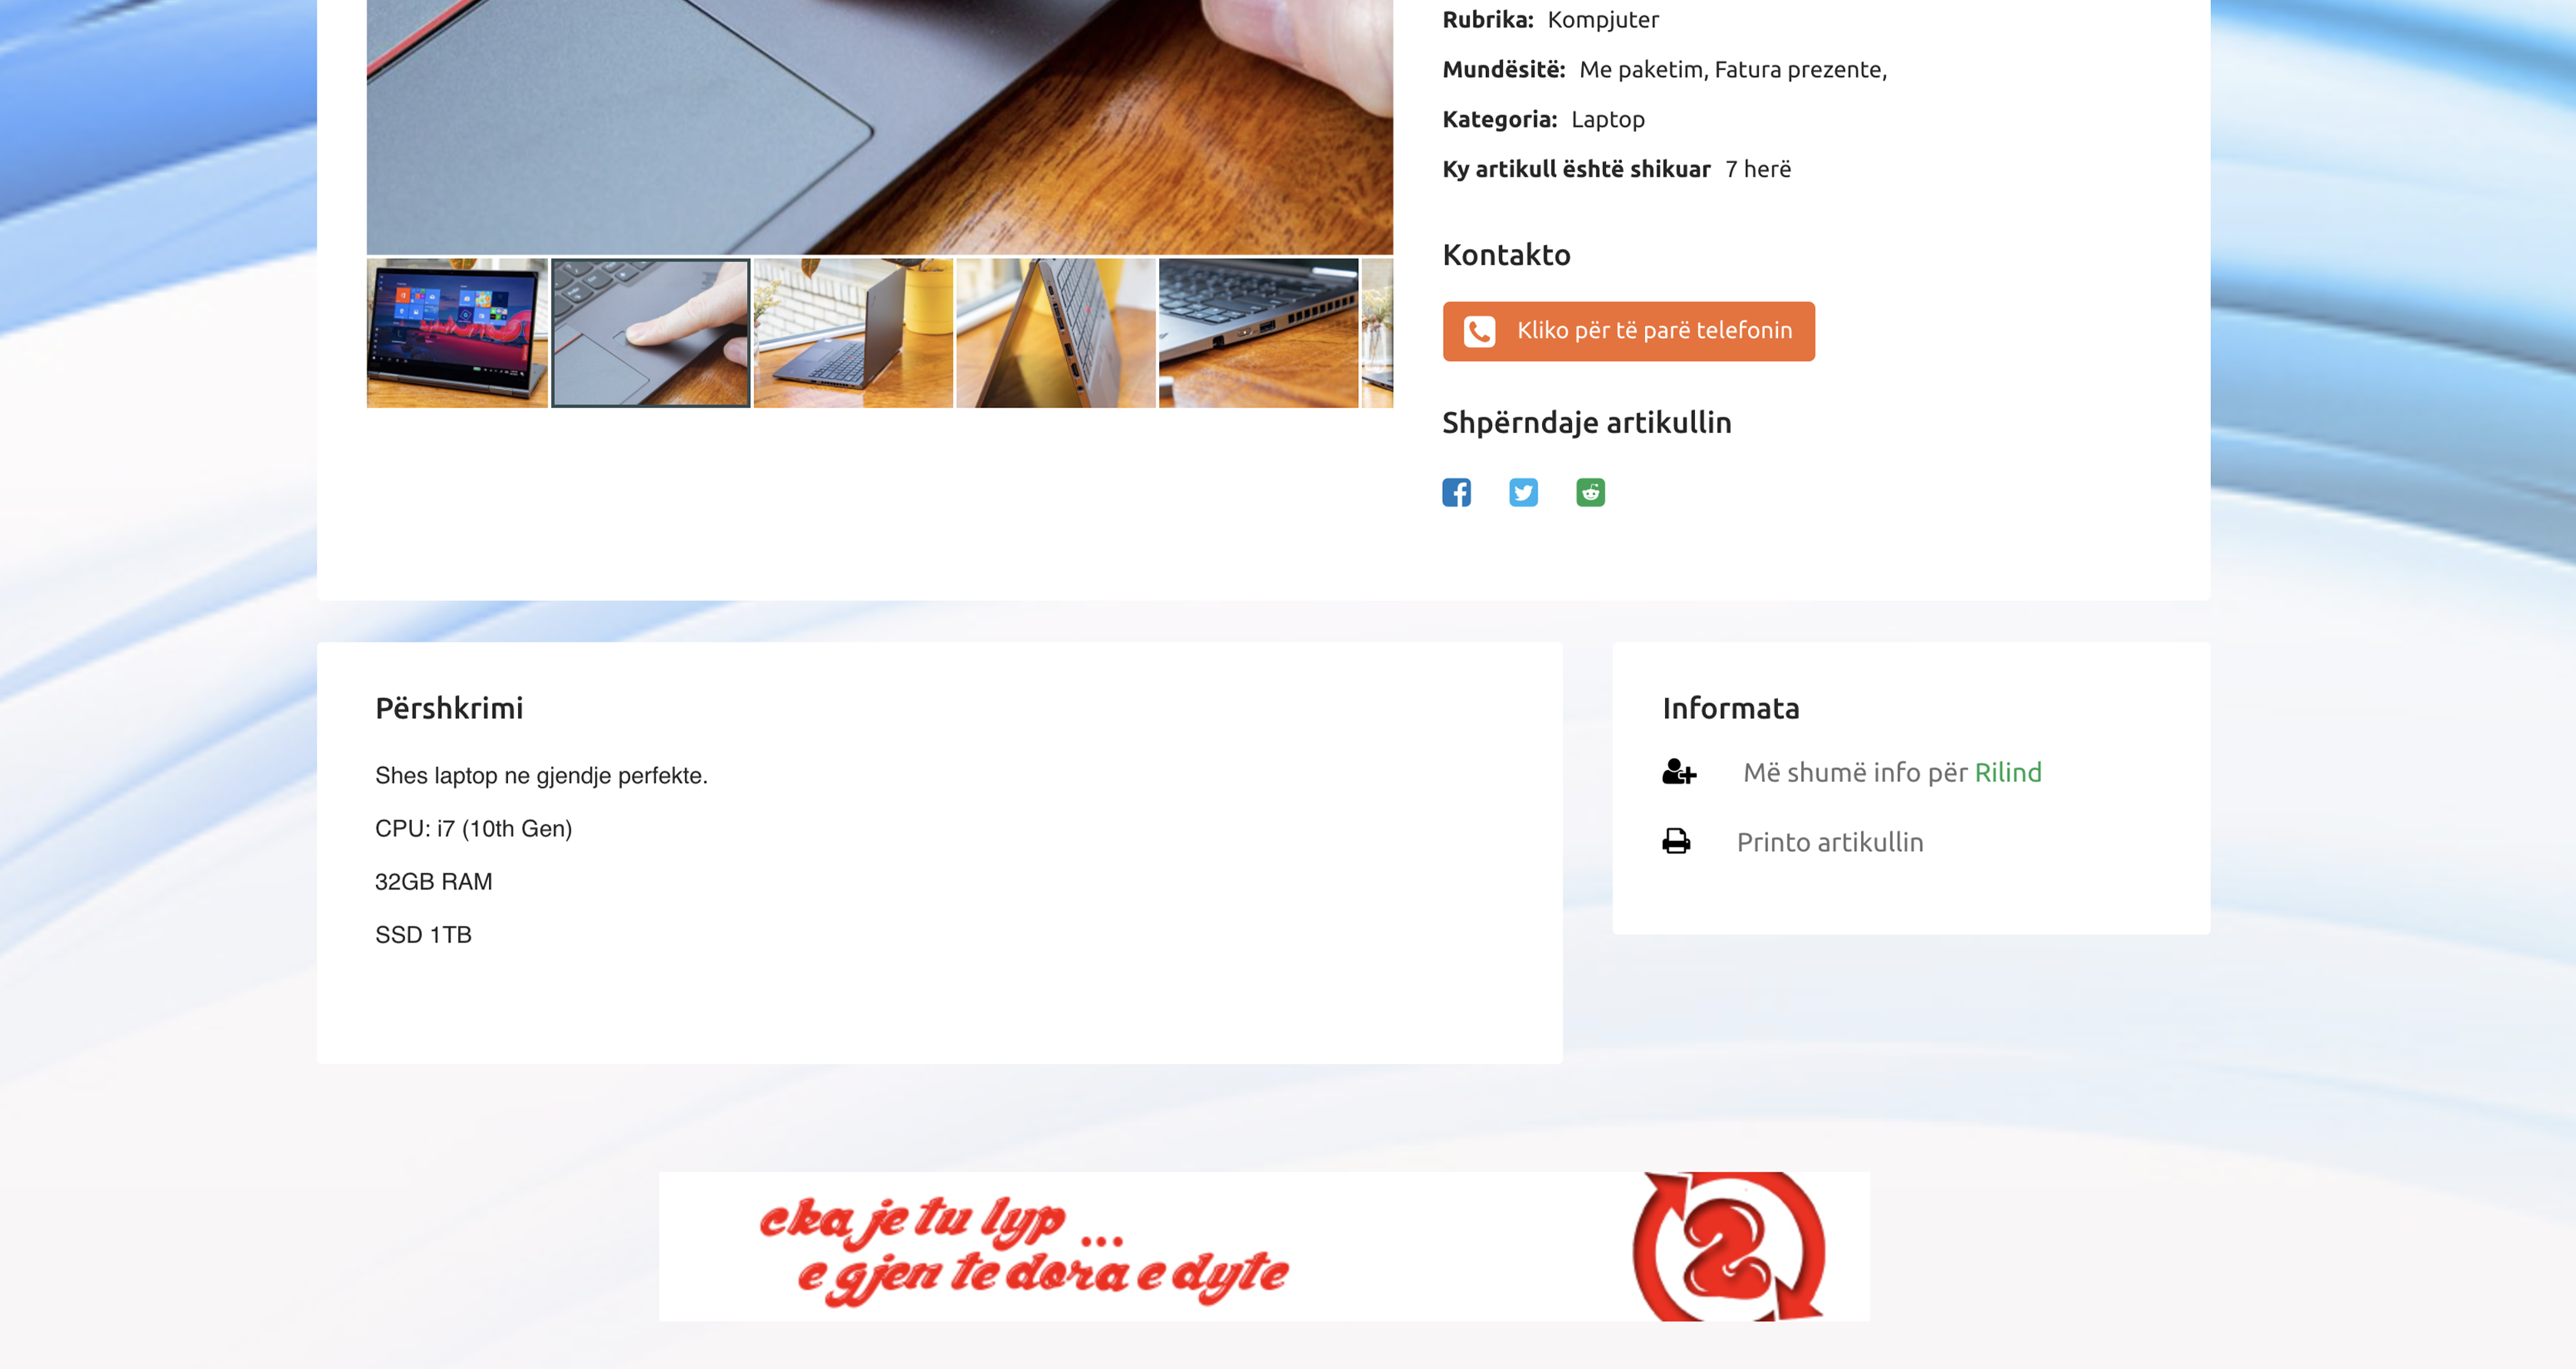 Rubrika: Kompjuter
Mundësitë: Me paketim, Fatura prezente,
Kategoria: Laptop
Ky artikull është shikuar 7 herë
Kontakto
Kliko për të parë telefonin
Shpërndaje artikullin
Përshkrimi
Shes laptop ne gjendje perfekte.
CPU: i7 (10th Gen)
32GB RAM
SSD 1TB
Informata
Më shumë info për Rilind
Printo artikullin
cka je tu lyp ...
e gjen te dora e dyte
2